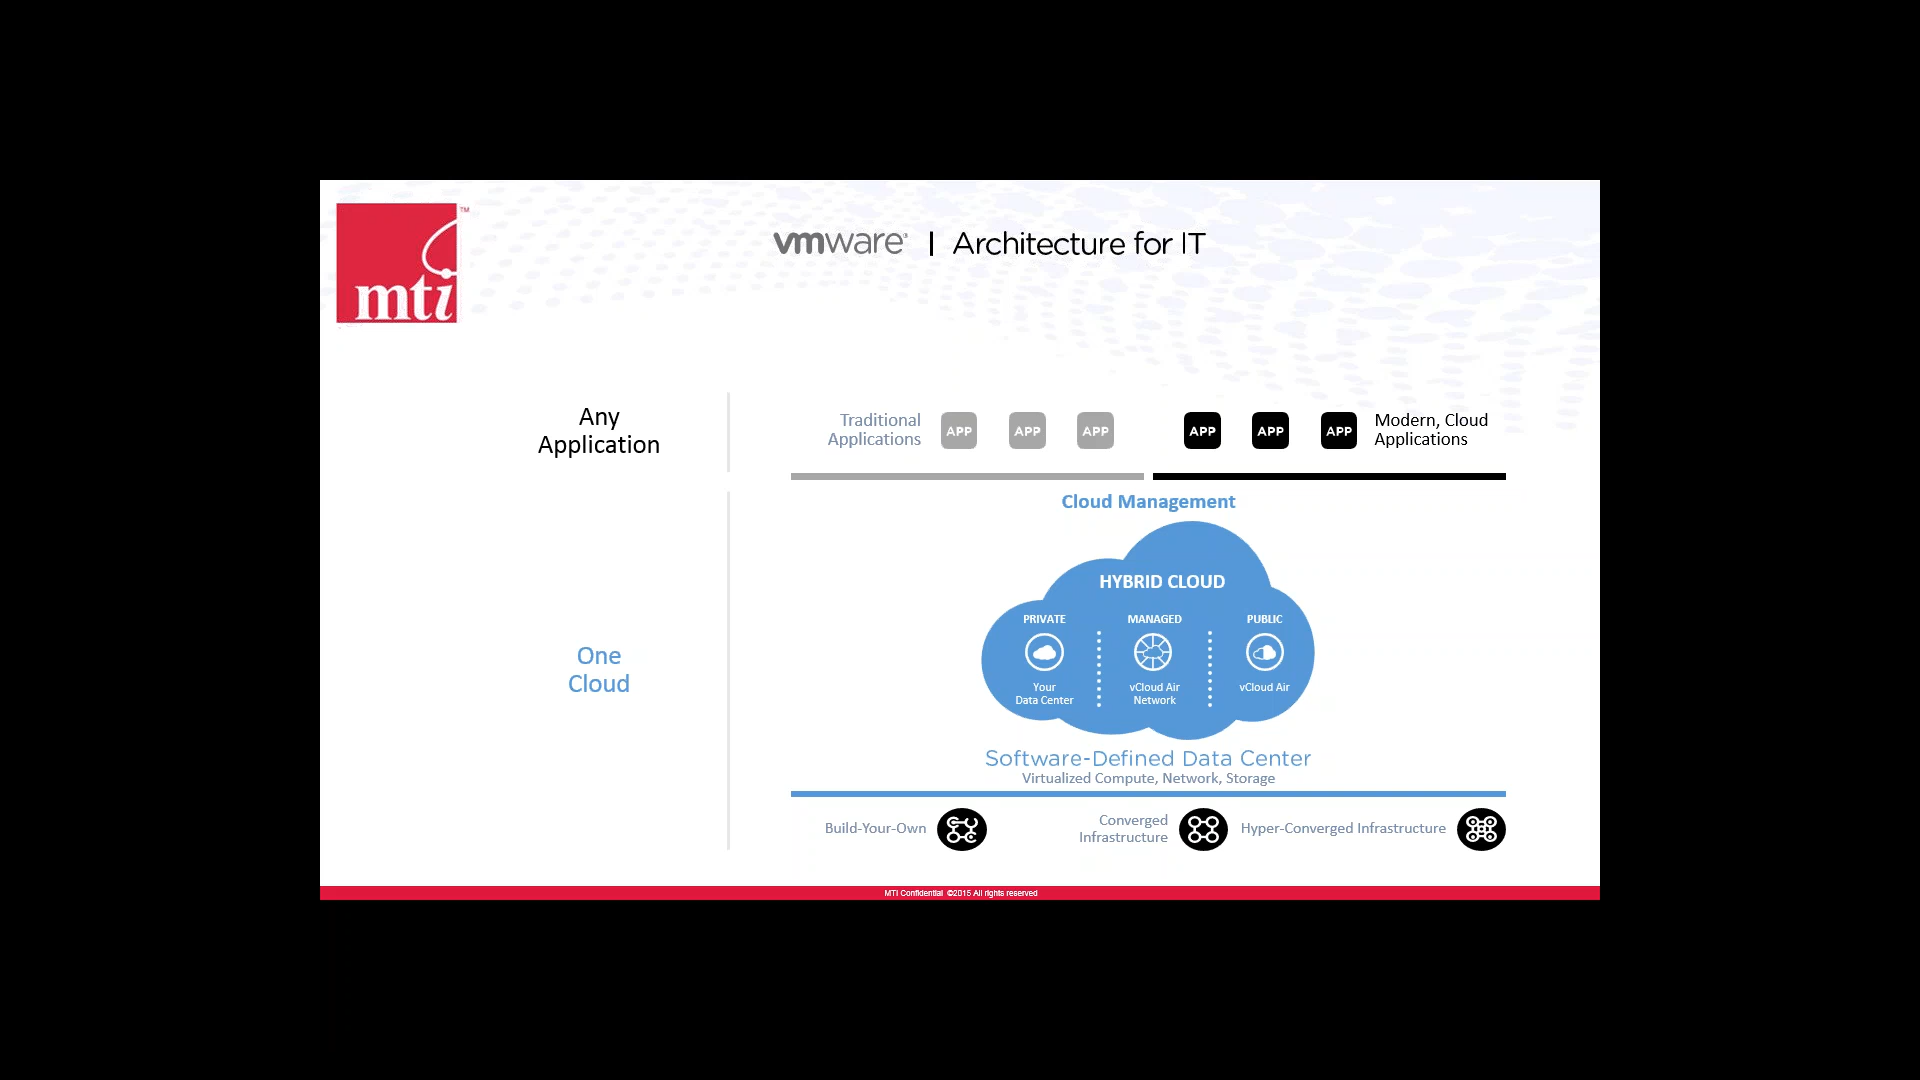 mti
TM
vmware® | Architecture for IT
Any
Application
Traditional
Applications
APP APP APP
APP APP APP
Modern, Cloud
Applications
One
Cloud
Cloud Management
HYBRID CLOUD
PRIVATE
Your
Data Center
MANAGED
vCloud Air
Network
PUBLIC
vCloud Air
Software-Defined Data Center
Virtualized Compute, Network, Storage
Build-Your-Own
Converged
Infrastructure
Hyper-Converged Infrastructure
MTI Confidential ©2015 All rights reserved